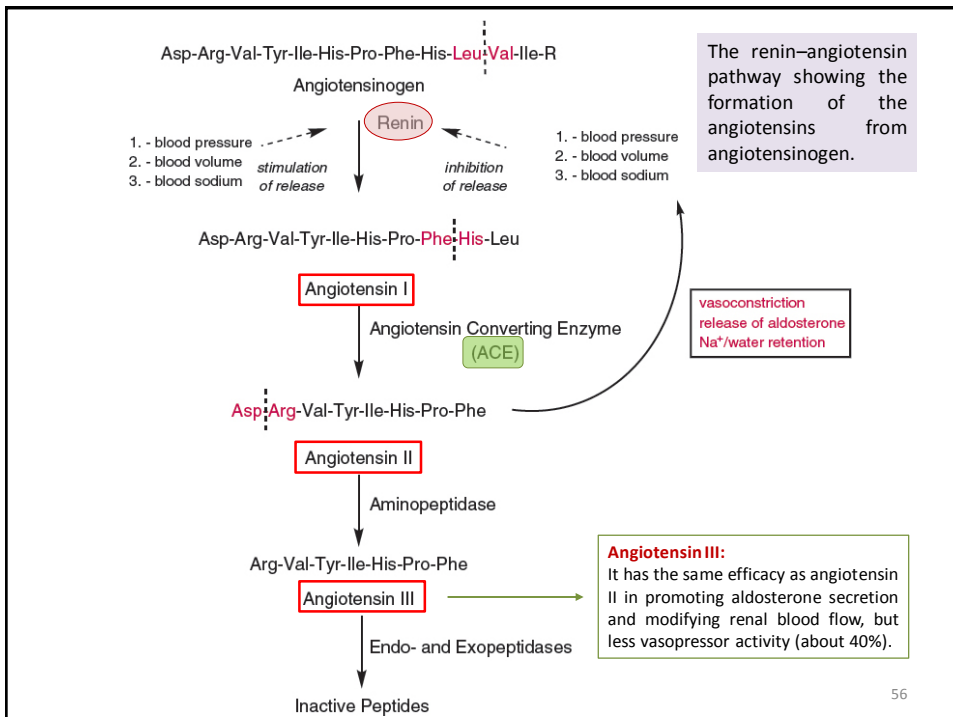 Asp-Arg-Val-Tyr-Ile-His-Pro-Phe-His-Leu-Val-Ile-R
Angiotensinogen
The renin–angiotensin
pathway showing the
formation of the
angiotensins from
angiotensinogen.
Renin
1. - blood pressure
2. - blood volume
3. - blood sodium
stimulation
of release
inhibition
of release
1. - blood pressure
2. - blood volume
3. - blood sodium
Asp-Arg-Val-Tyr-Ile-His-Pro-Phe-His-Leu
Angiotensin I
Angiotensin Converting Enzyme
(ACE)
vasoconstriction
release of aldosterone
Na⁺/water retention
Asp-Arg-Val-Tyr-Ile-His-Pro-Phe
Angiotensin II
Aminopeptidase
Arg-Val-Tyr-Ile-His-Pro-Phe
Angiotensin III
Angiotensin III:
It has the same efficacy as angiotensin
II in promoting aldosterone secretion
and modifying renal blood flow, but
less vasopressor activity (about 40%).
Endo- and Exopeptidases
Inactive Peptides
56